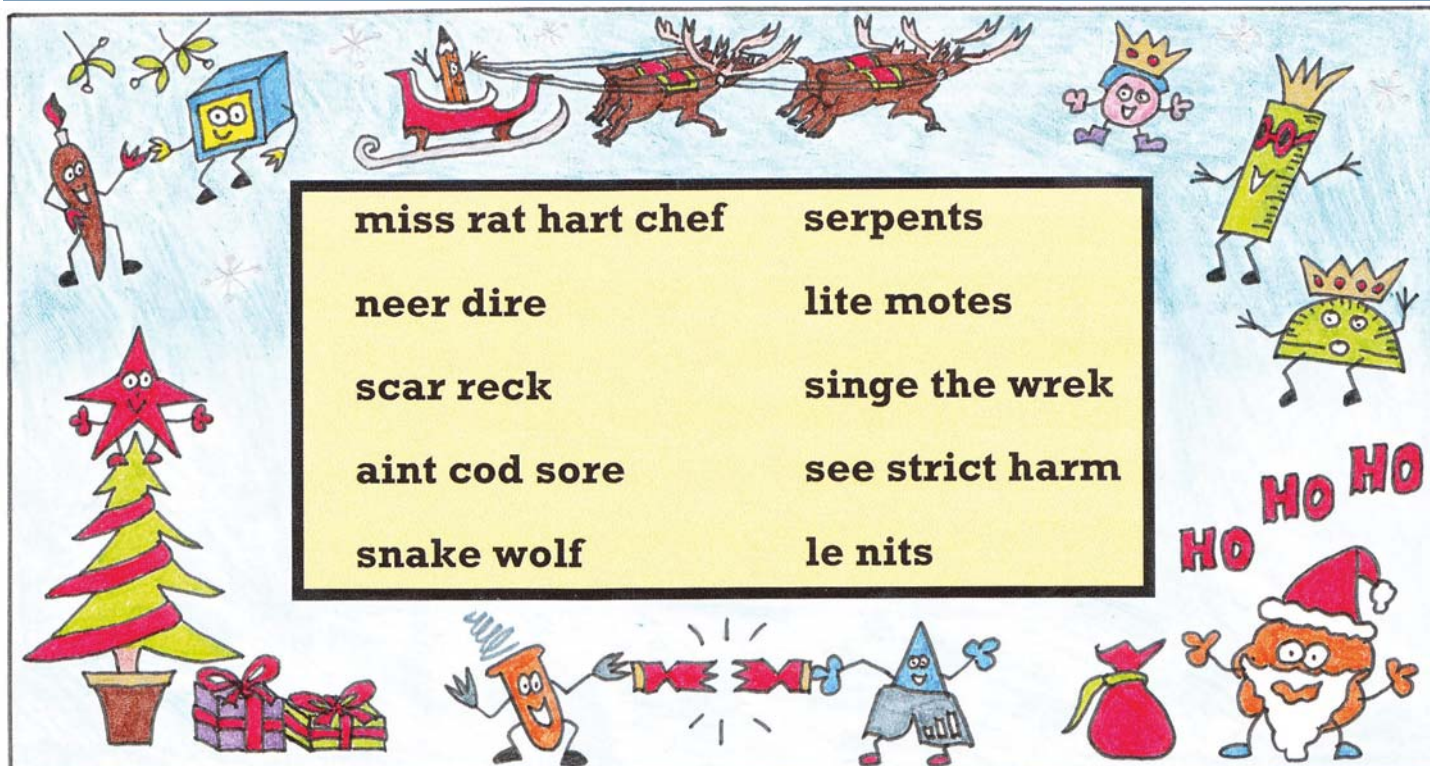 miss rat hart chef
neer dire
scar reck
aint cod sore
snake wolf
serpents
lite motes
singe the wrek
see strict harm
le nits
HO HO HO